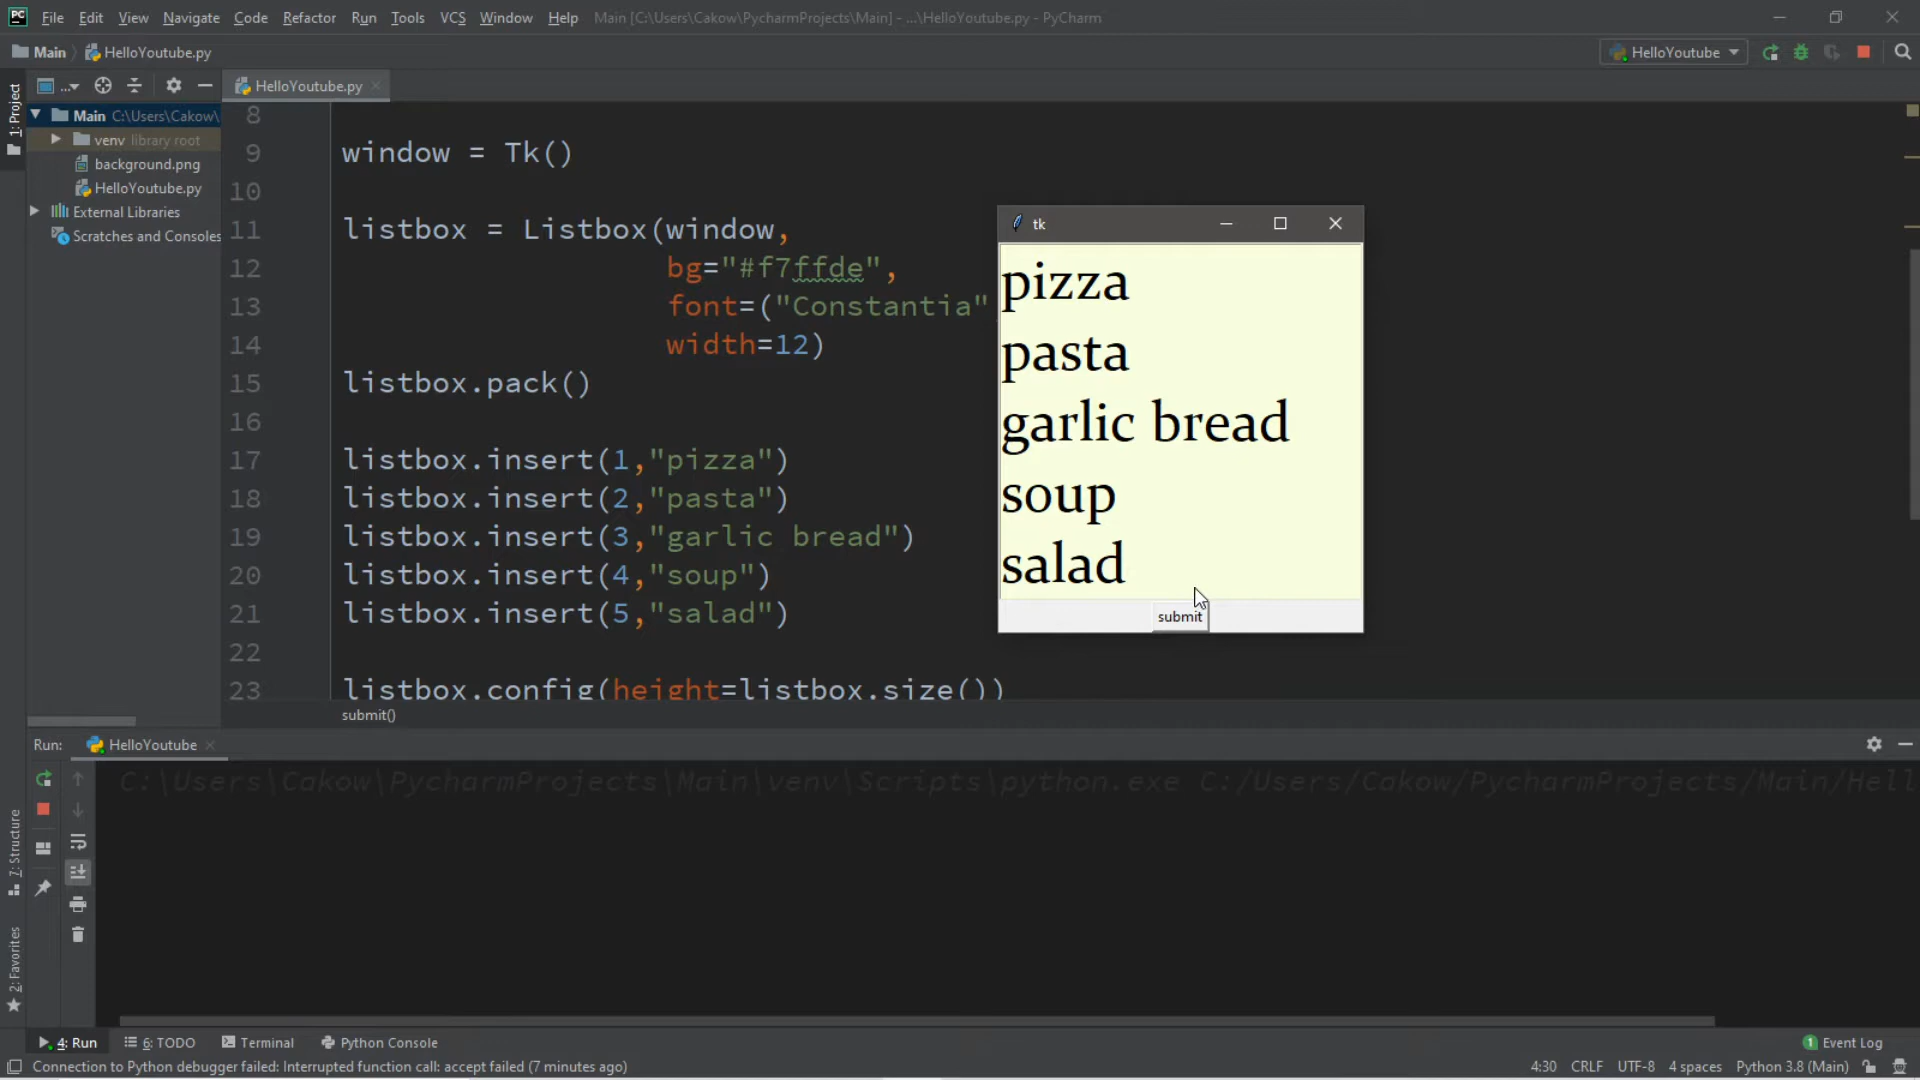 File Edit View Navigate Code Refactor Run Tools VCS Window Help Main [C:\Users\Cakow\PycharmProjects\Main] - ...\HelloYoutube.py - PyCharm
Main HelloYoutube.py HelloYoutube
... HelloYoutube.py
1: Project
Main C:\Users\Cakow\
venv library root
background.png
HelloYoutube.py
External Libraries
Scratches and Consoles
8
9 window = Tk()
10
11 listbox = Listbox(window,
12 bg="#f7ffde",
13 font=("Constantia"
14 width=12)
15 listbox.pack()
16
17 listbox.insert(1,"pizza")
18 listbox.insert(2,"pasta")
19 listbox.insert(3,"garlic bread")
20 listbox.insert(4,"soup")
21 listbox.insert(5,"salad")
22
23 listbox.config(height=listbox.size())
submit()
tk
pizza
pasta
garlic bread
soup
salad
submit
Run: HelloYoutube
C:\Users\Cakow\PycharmProjects\Main\venv\Scripts\python.exe C:/Users/Cakow/PycharmProjects/Main/Hell
7: Structure
2: Favorites
4: Run 6: TODO Terminal Python Console 1 Event Log
Connection to Python debugger failed: Interrupted function call: accept failed (7 minutes ago) 4:30 CRLF UTF-8 4 spaces Python 3.8 (Main)